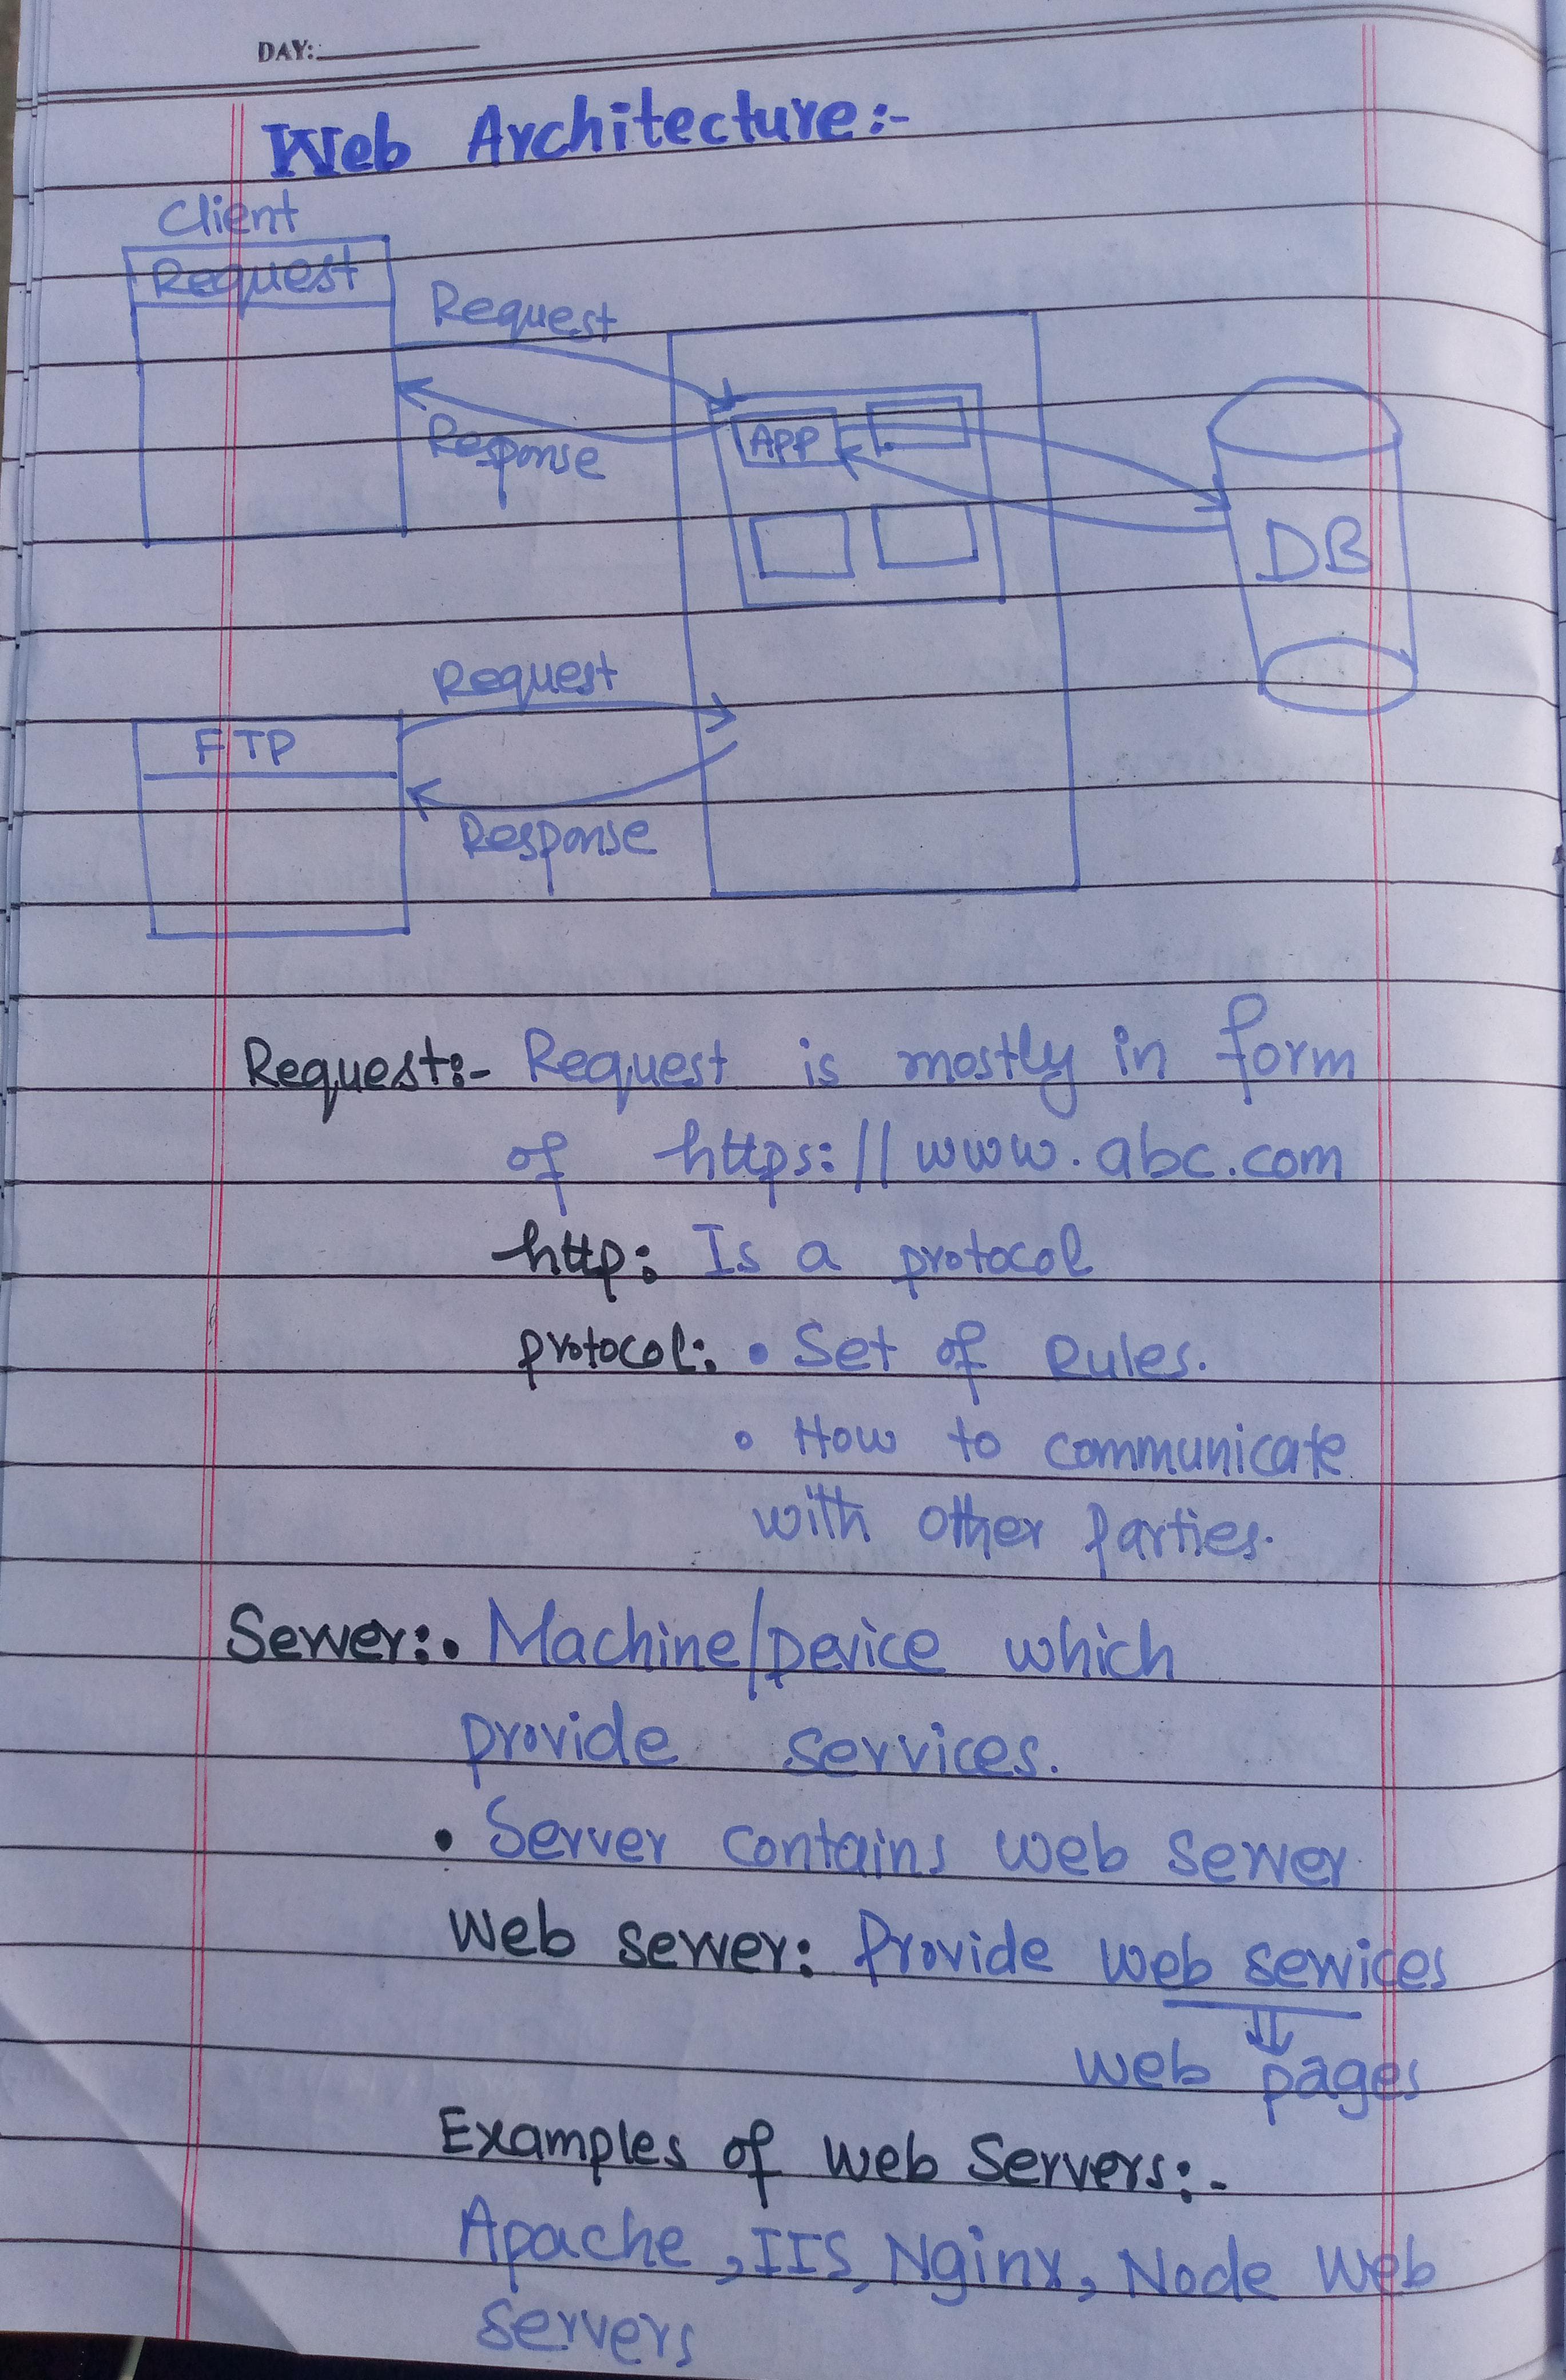 DAY:
Web Architecture:-
Client
Request
Request
Response
APP
DB
Request
FTP
Response
Request:- Request is mostly in form
of https://www.abc.com
http: Is a protocol
protocol: • Set of Rules.
• How to communicate
with other parties.
Server: • Machine/Device which
provide services.
• Server contains web server
Web server: Provide web services
⇓
web pages
Examples of web Servers:-
Apache, IIS, Nginx, Node web
servers